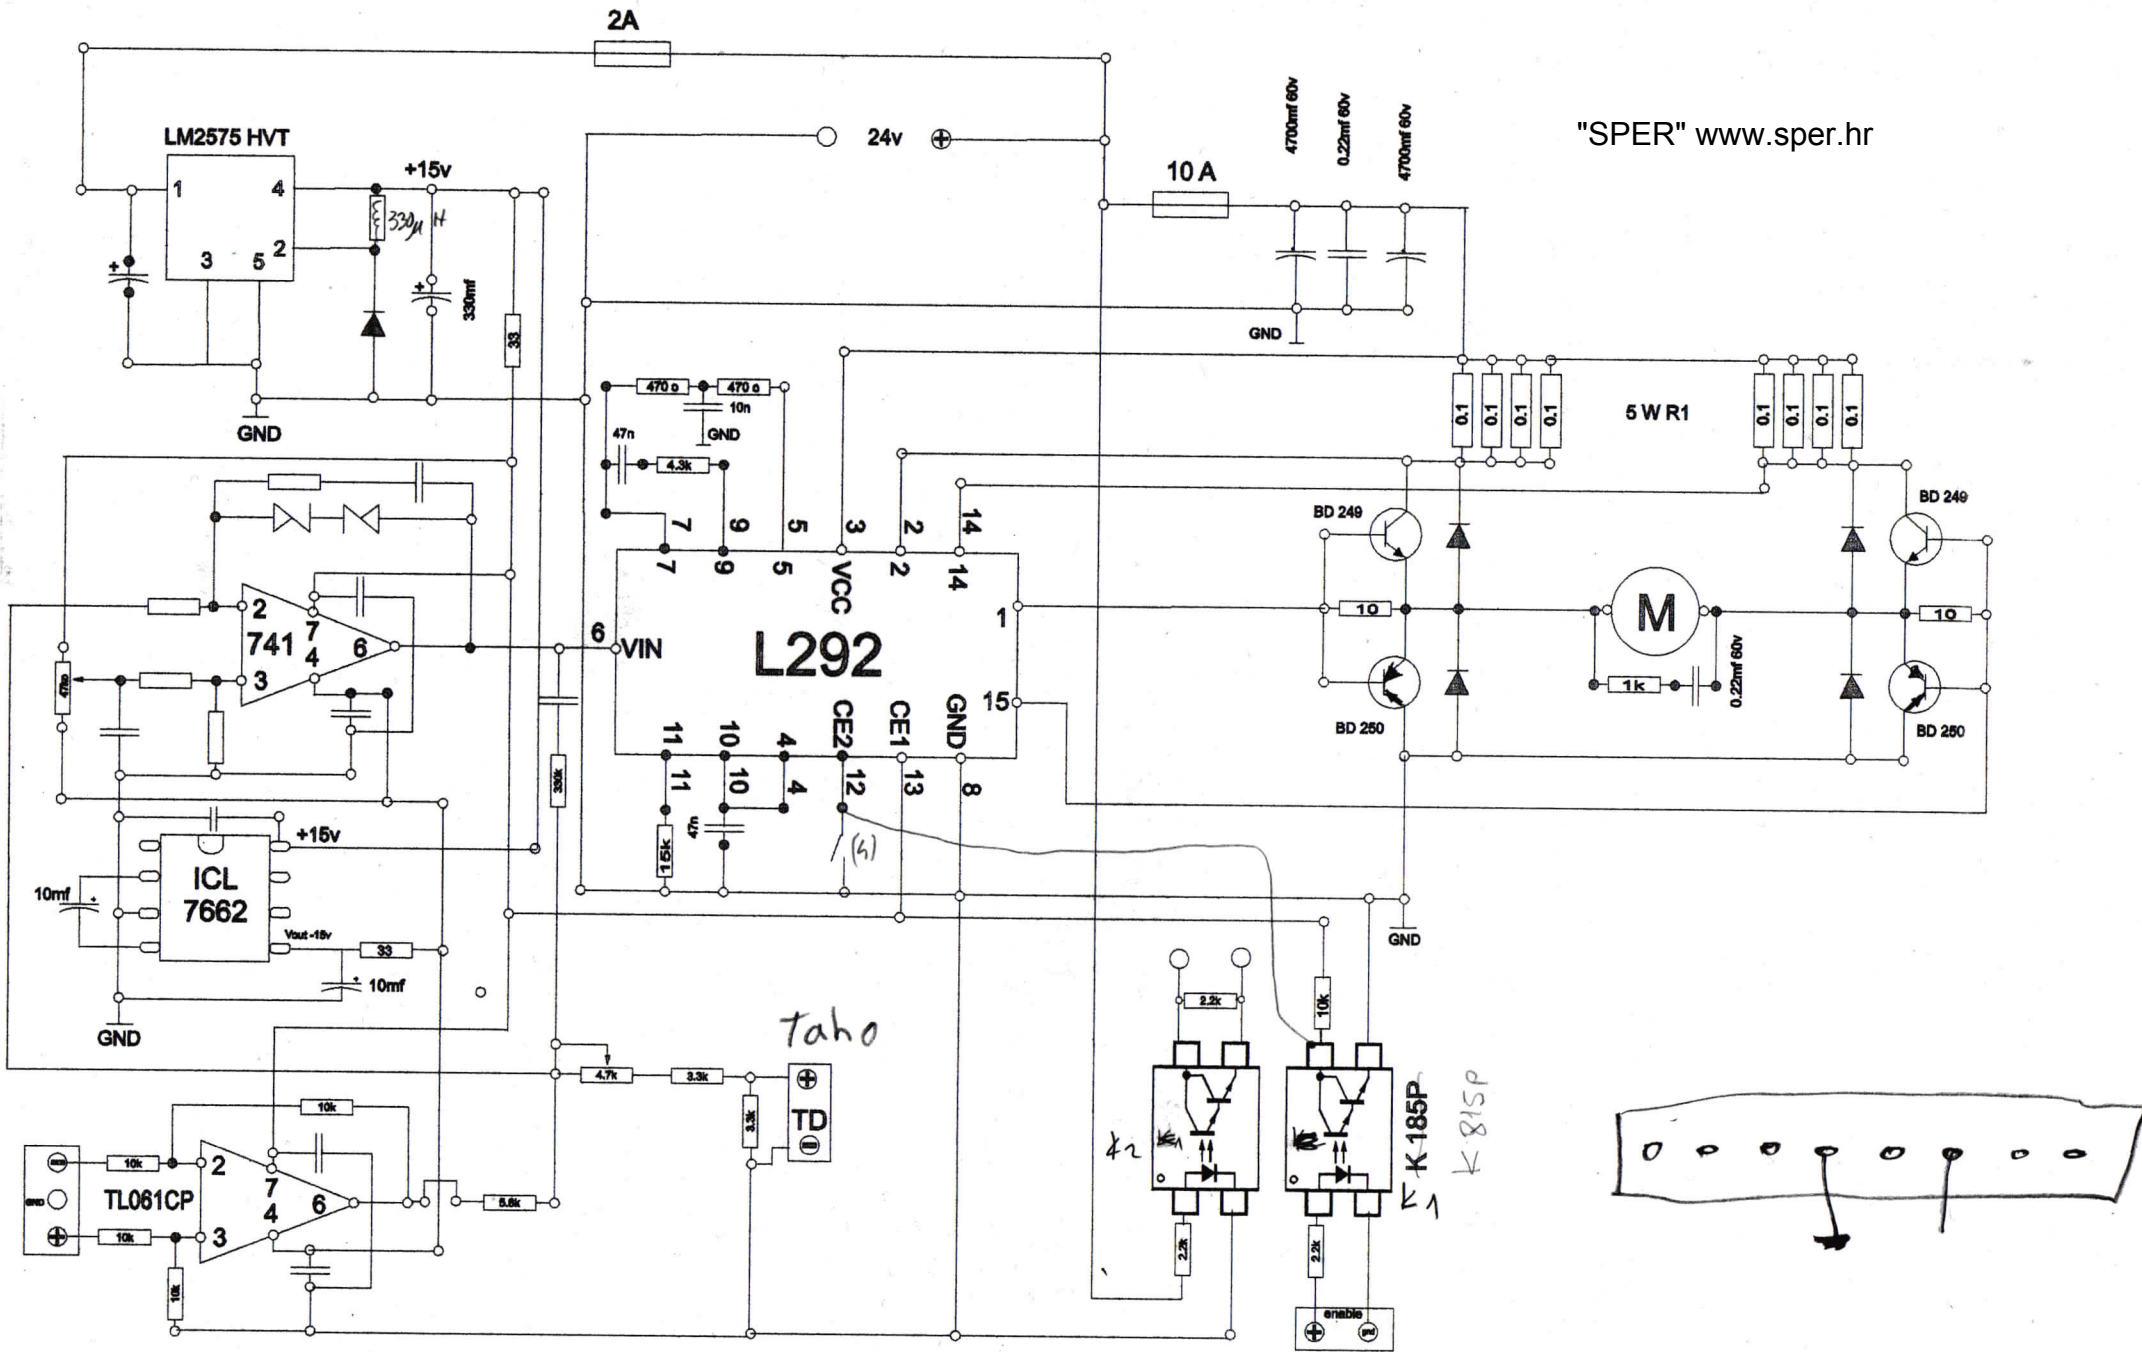 2A
"SPER" www.sper.hr
4700mf 60v
0.22mf 60v
4700mf 60v
24v
LM2575 HVT
+15v
10 A
1
4
2
3
5
330µH
330mf
33
GND
GND
470 o
470 o
10n
GND
47n
4.3k
0.1
0.1
0.1
0.1
5 W R1
0.1
0.1
0.1
0.1
BD 249
BD 249
7
9
5
3
2
14
7
9
5
VCC
2
14
1
15
6
VIN
L292
10
M
10
1k
0.22mf 60v
BD 250
BD 250
2
741
7
4
6
3
47ko
11
10
4
CE2
CE1
GND
11
10
4
12
13
8
330k
15k
47n
(4)
+15v
ICL
7662
10mf
Vout -15v
33
10mf
GND
GND
Taho
4.7k
3.3k
3.3k
TD
2.2k
10k
K2
K1
K 185P
K 815P
K1
10k
10k
2
TL061CP
7
4
6
3
GND
10k
10k
5.6k
2.2k
2.2k
enable
gnd